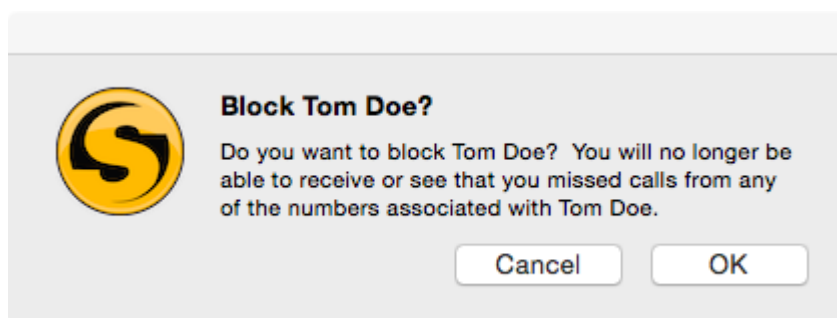 Block Tom Doe?
Do you want to block Tom Doe?  You will no longer be
able to receive or see that you missed calls from any
of the numbers associated with Tom Doe.
Cancel OK